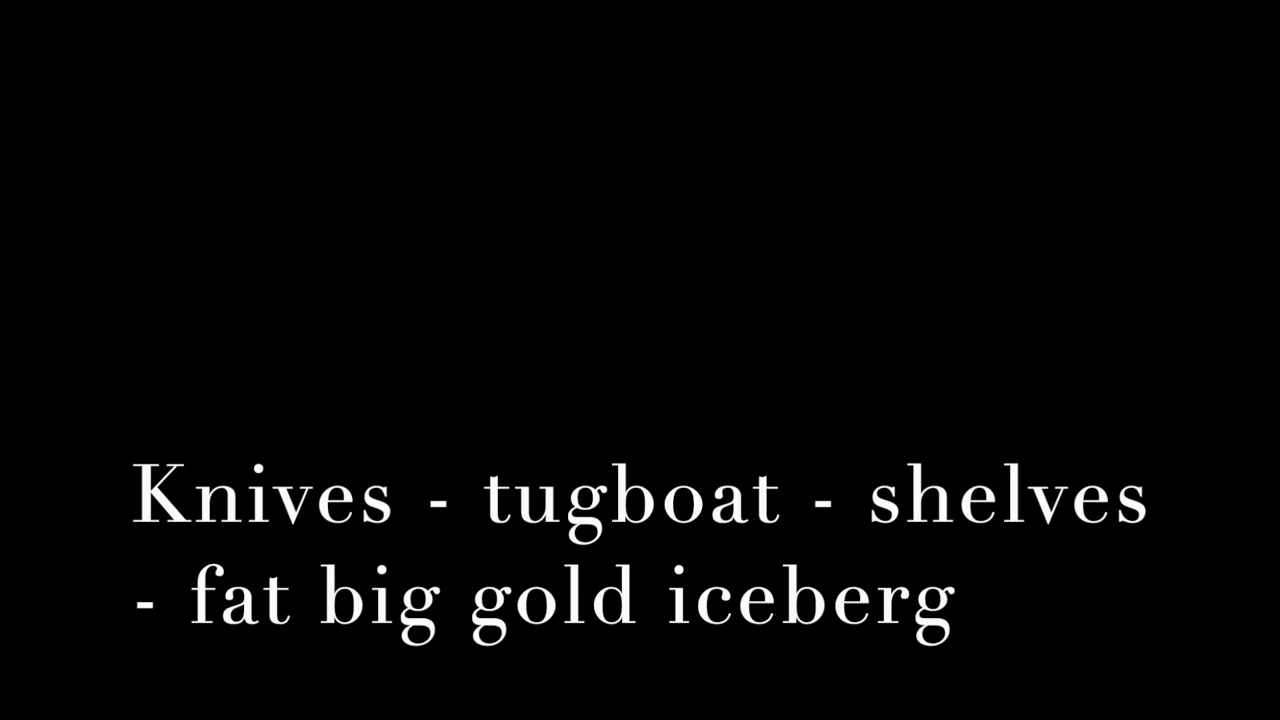 Knives - tugboat - shelves
- fat big gold iceberg